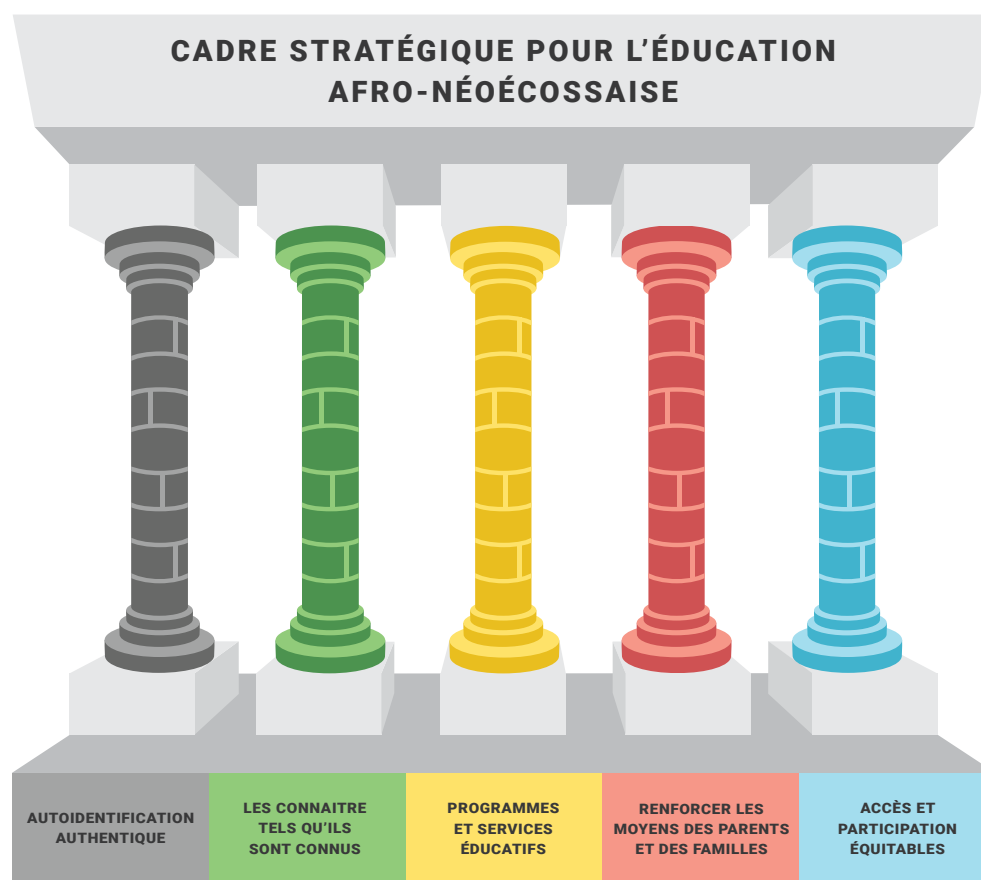 CADRE STRATÉGIQUE POUR L'ÉDUCATION
AFRO-NÉOÉCOSSAISE
AUTOIDENTIFICATION
AUTHENTIQUE
LES CONNAITRE
TELS QU'ILS
SONT CONNUS
PROGRAMMES
ET SERVICES
ÉDUCATIFS
RENFORCER LES
MOYENS DES PARENTS
ET DES FAMILLES
ACCÈS ET
PARTICIPATION
ÉQUITABLES